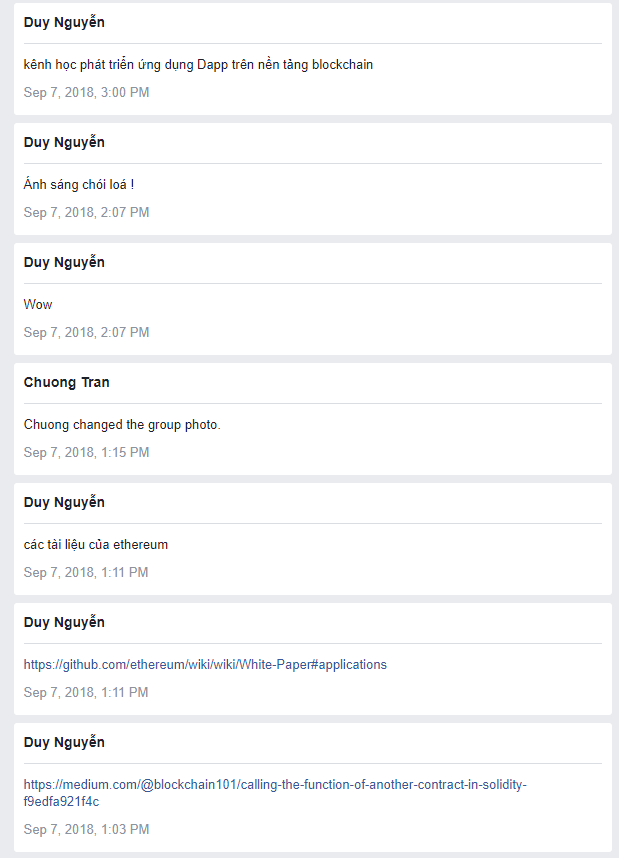 Duy Nguyễn
kênh học phát triển ứng dụng Dapp trên nền tảng blockchain
Sep 7, 2018, 3:00 PM
Duy Nguyễn
Ánh sáng chói loá !
Sep 7, 2018, 2:07 PM
Duy Nguyễn
Wow
Sep 7, 2018, 2:07 PM
Chuong Tran
Chuong changed the group photo.
Sep 7, 2018, 1:15 PM
Duy Nguyễn
các tài liệu của ethereum
Sep 7, 2018, 1:11 PM
Duy Nguyễn
https://github.com/ethereum/wiki/wiki/White-Paper#applications
Sep 7, 2018, 1:11 PM
Duy Nguyễn
https://medium.com/@blockchain101/calling-the-function-of-another-contract-in-solidity-
f9edfa921f4c
Sep 7, 2018, 1:03 PM